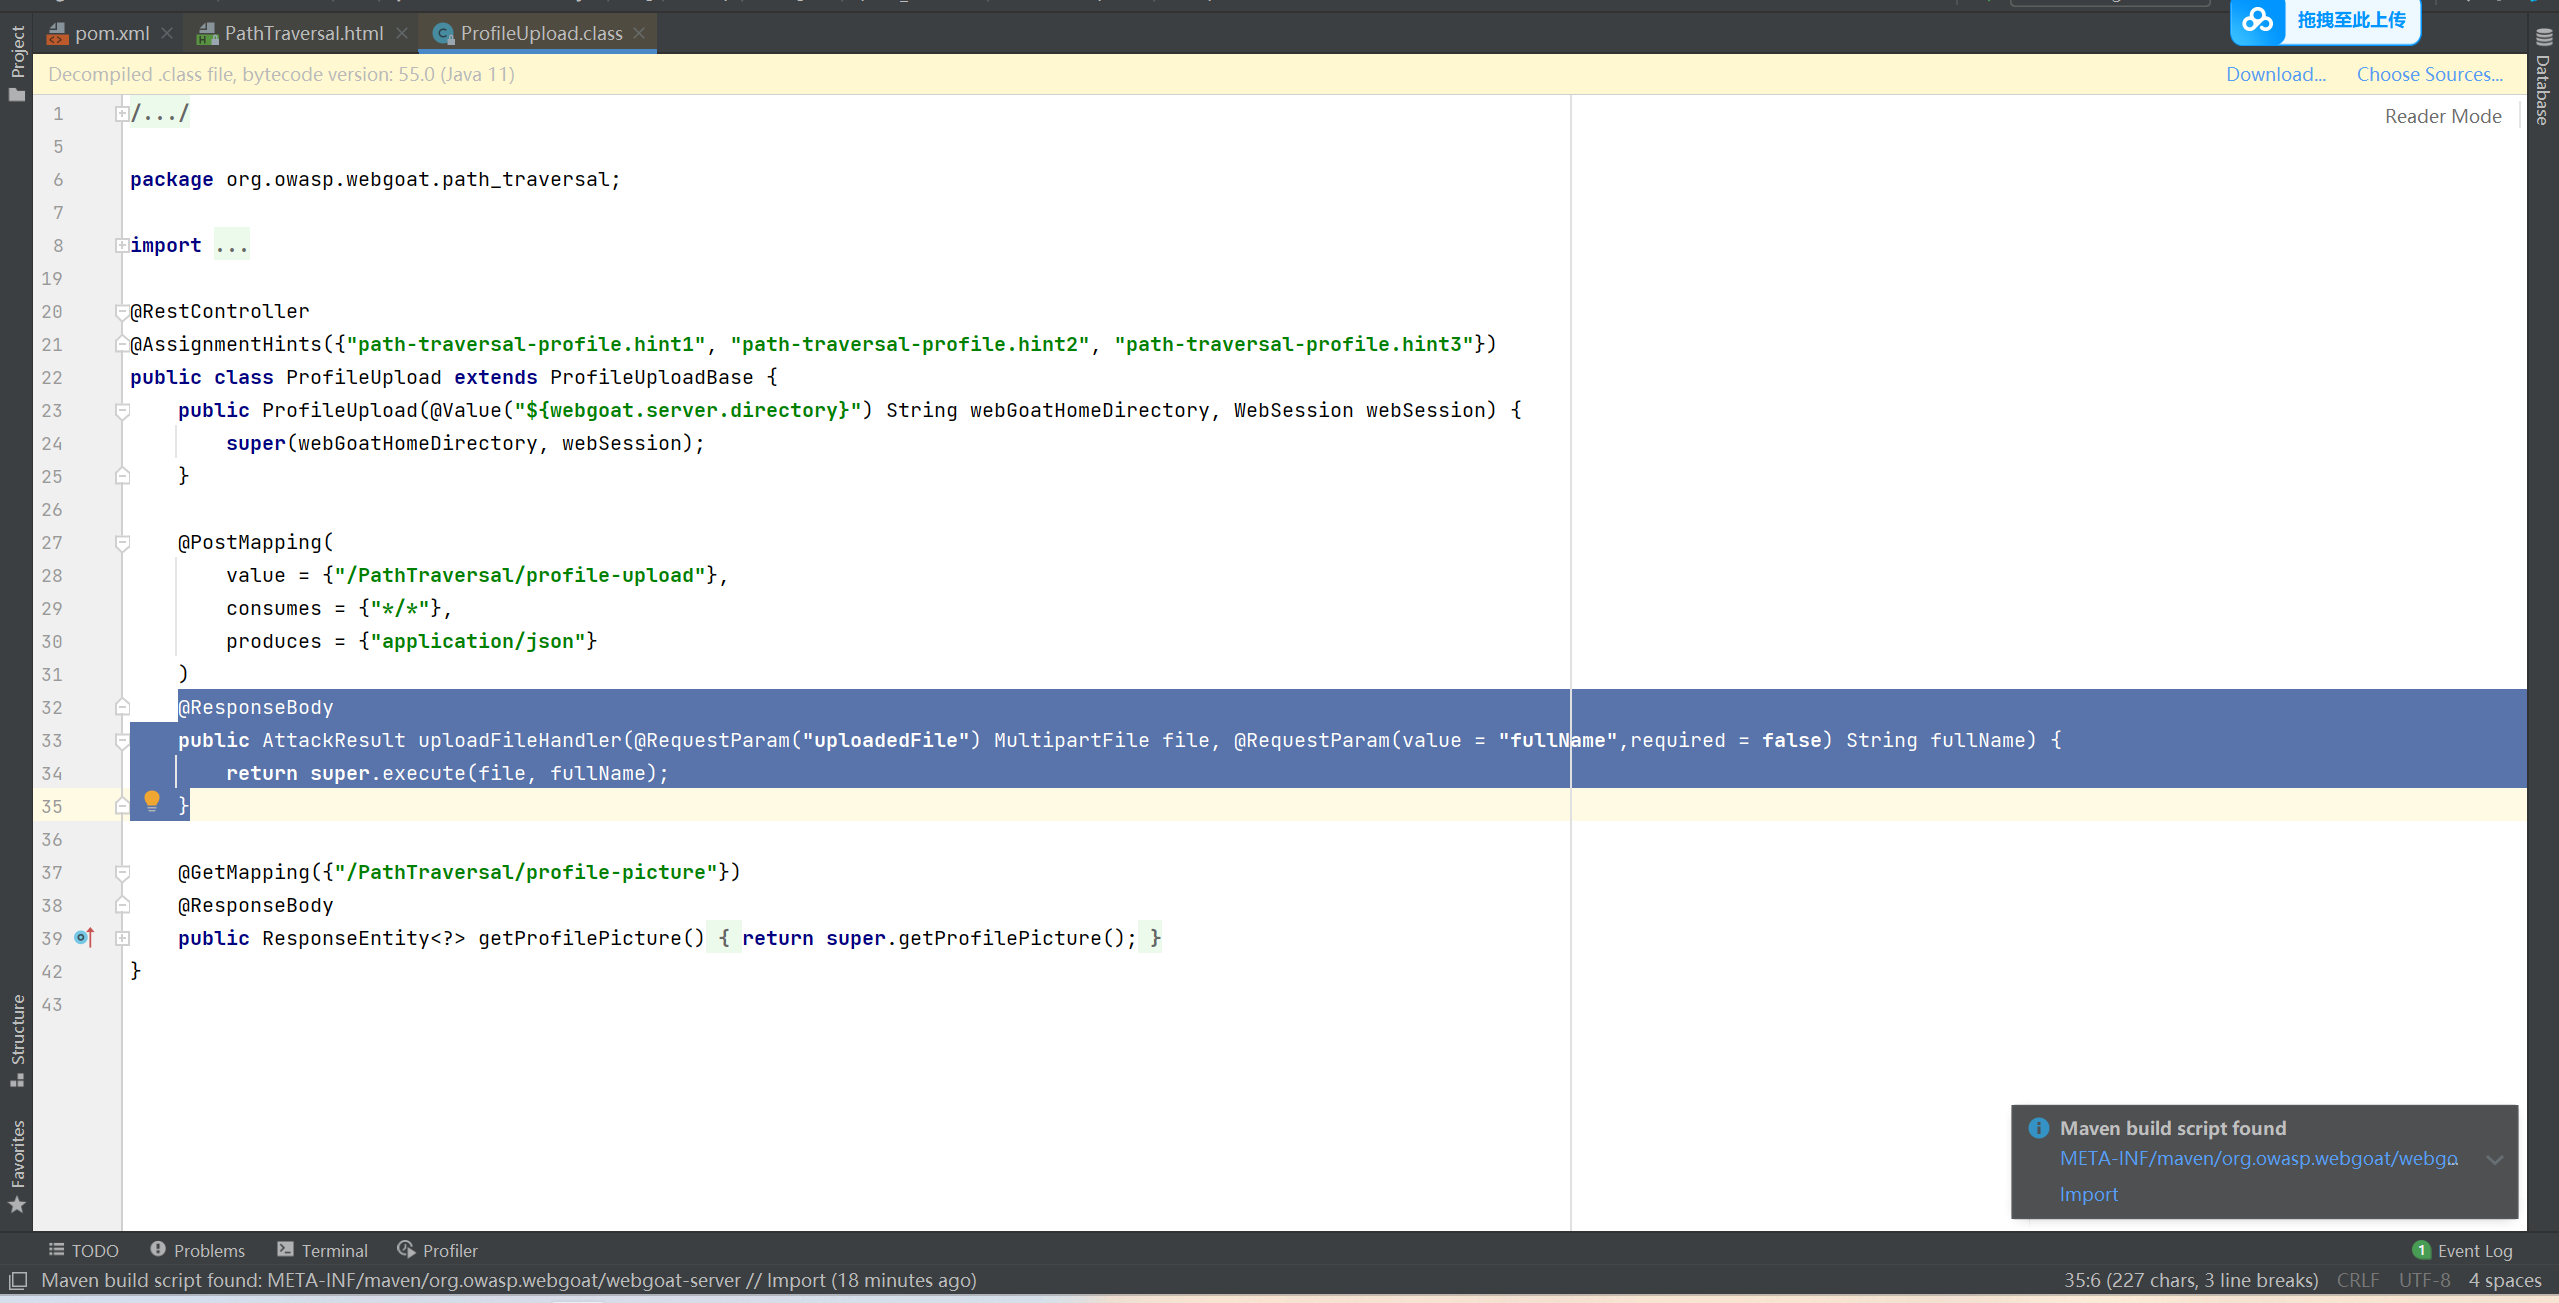 Project
pom.xml
PathTraversal.html
ProfileUpload.class
拖拽至此上传
Database
Decompiled .class file, bytecode version: 55.0 (Java 11)
Download...
Choose Sources...
Reader Mode
1 /.../
5
6 package org.owasp.webgoat.path_traversal;
7
8 import ...
19
20 @RestController
21 @AssignmentHints({"path-traversal-profile.hint1", "path-traversal-profile.hint2", "path-traversal-profile.hint3"})
22 public class ProfileUpload extends ProfileUploadBase {
23 public ProfileUpload(@Value("${webgoat.server.directory}") String webGoatHomeDirectory, WebSession webSession) {
24 super(webGoatHomeDirectory, webSession);
25 }
26
27 @PostMapping(
28 value = {"/PathTraversal/profile-upload"},
29 consumes = {"*/*"},
30 produces = {"application/json"}
31 )
32 @ResponseBody
33 public AttackResult uploadFileHandler(@RequestParam("uploadedFile") MultipartFile file, @RequestParam(value = "fullName",required = false) String fullName) {
34 return super.execute(file, fullName);
35 }
36
37 @GetMapping({"/PathTraversal/profile-picture"})
38 @ResponseBody
39 public ResponseEntity<?> getProfilePicture() { return super.getProfilePicture(); }
42 }
43
Structure
Favorites
Maven build script found
META-INF/maven/org.owasp.webgoat/webgo...
Import
TODO
Problems
Terminal
Profiler
1 Event Log
Maven build script found: META-INF/maven/org.owasp.webgoat/webgoat-server // Import (18 minutes ago)
35:6 (227 chars, 3 line breaks)
CRLF
UTF-8
4 spaces